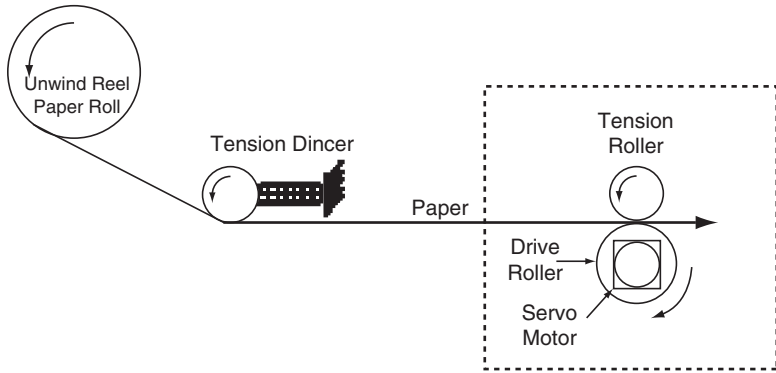 Unwind Reel
Paper Roll
Tension Dincer
Paper
Tension
Roller
Drive
Roller
Servo
Motor